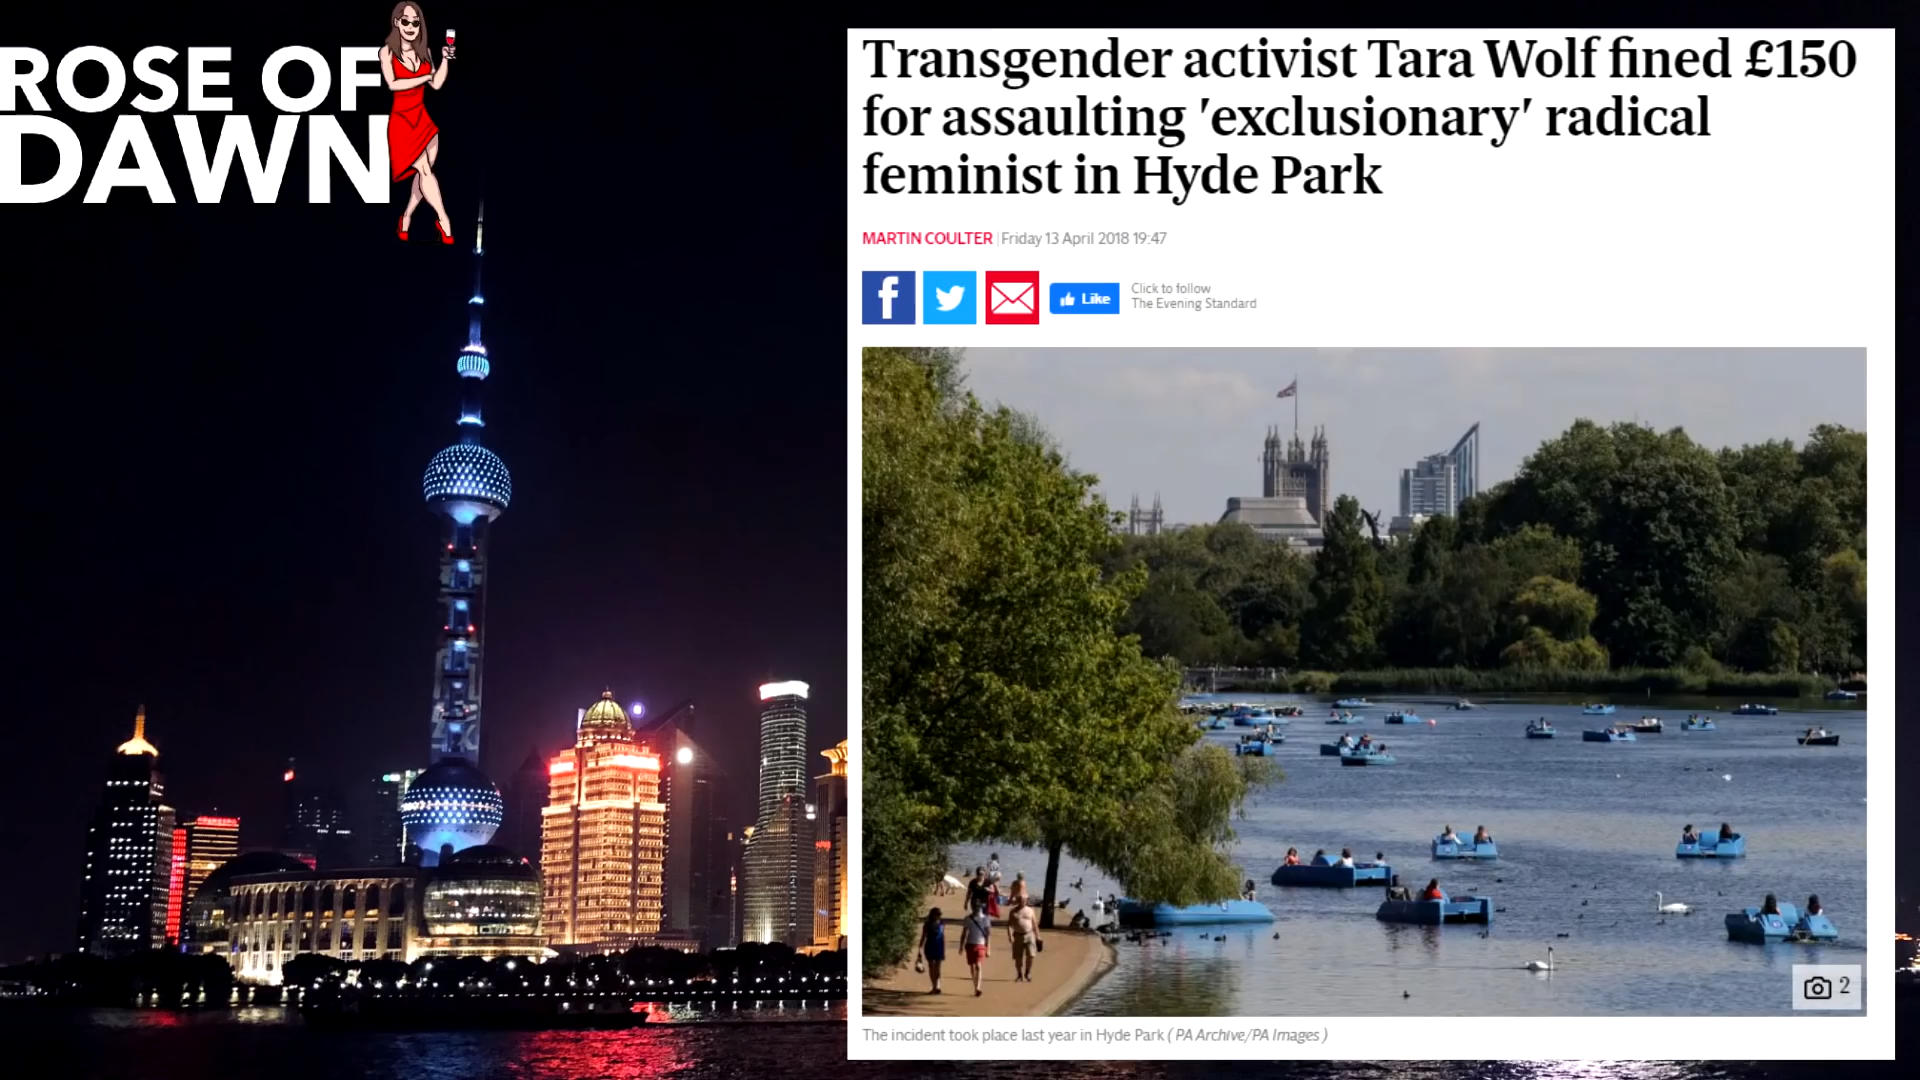 ROSE OF
DAWN
Transgender activist Tara Wolf fined £150
for assaulting 'exclusionary' radical
feminist in Hyde Park
MARTIN COULTER | Friday 13 April 2018 19:47
f
Like
Click to follow
The Evening Standard
2
The incident took place last year in Hyde Park ( PA Archive/PA Images )